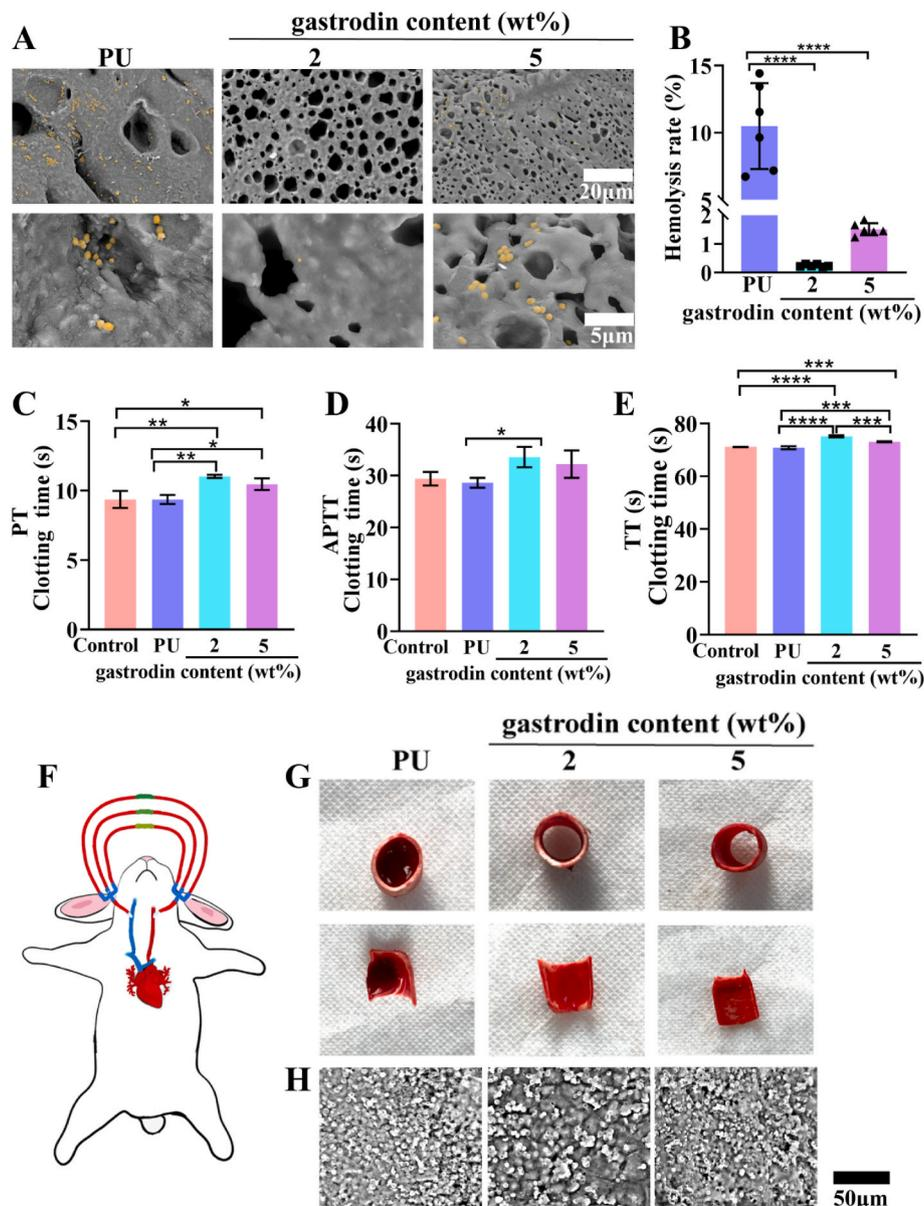 A
gastrodin content (wt%)
PU 2 5
20μm
5μm
B
Hemolysis rate (%)
**** 
****
15
10
5
2
1
0
PU 2 5
gastrodin content (wt%)
C
PT
Clotting time (s)
*
**
*
**
15
10
5
0
Control PU 2 5
gastrodin content (wt%)
D
APTT
Clotting time (s)
*
40
30
20
10
0
Control PU 2 5
gastrodin content (wt%)
E
TT (s)
Clotting time (s)
***
****
***
**** ***
80
60
40
20
0
Control PU 2 5
gastrodin content (wt%)
F
G
gastrodin content (wt%)
PU 2 5
H
50μm